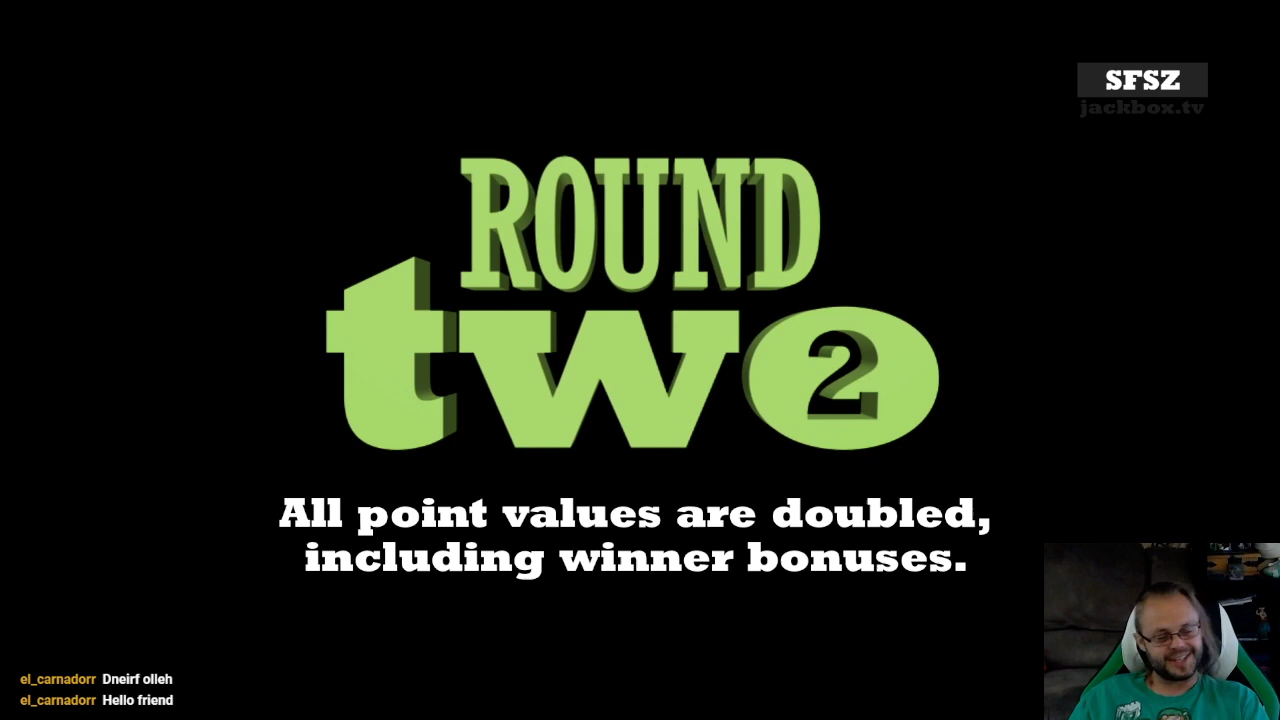 SFSZ
jackbox.tv
ROUND
two
2
All point values are doubled,
including winner bonuses.
el_carnadorr Dneirf olleh
el_carnadorr Hello friend